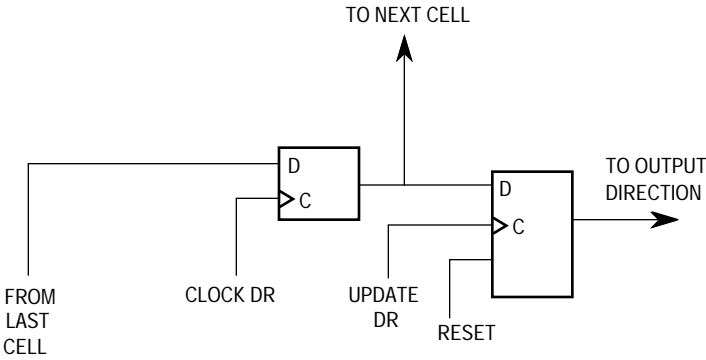 TO NEXT CELL
D
C
D
C
TO OUTPUT
DIRECTION
FROM
LAST
CELL
CLOCK DR
UPDATE
DR
RESET